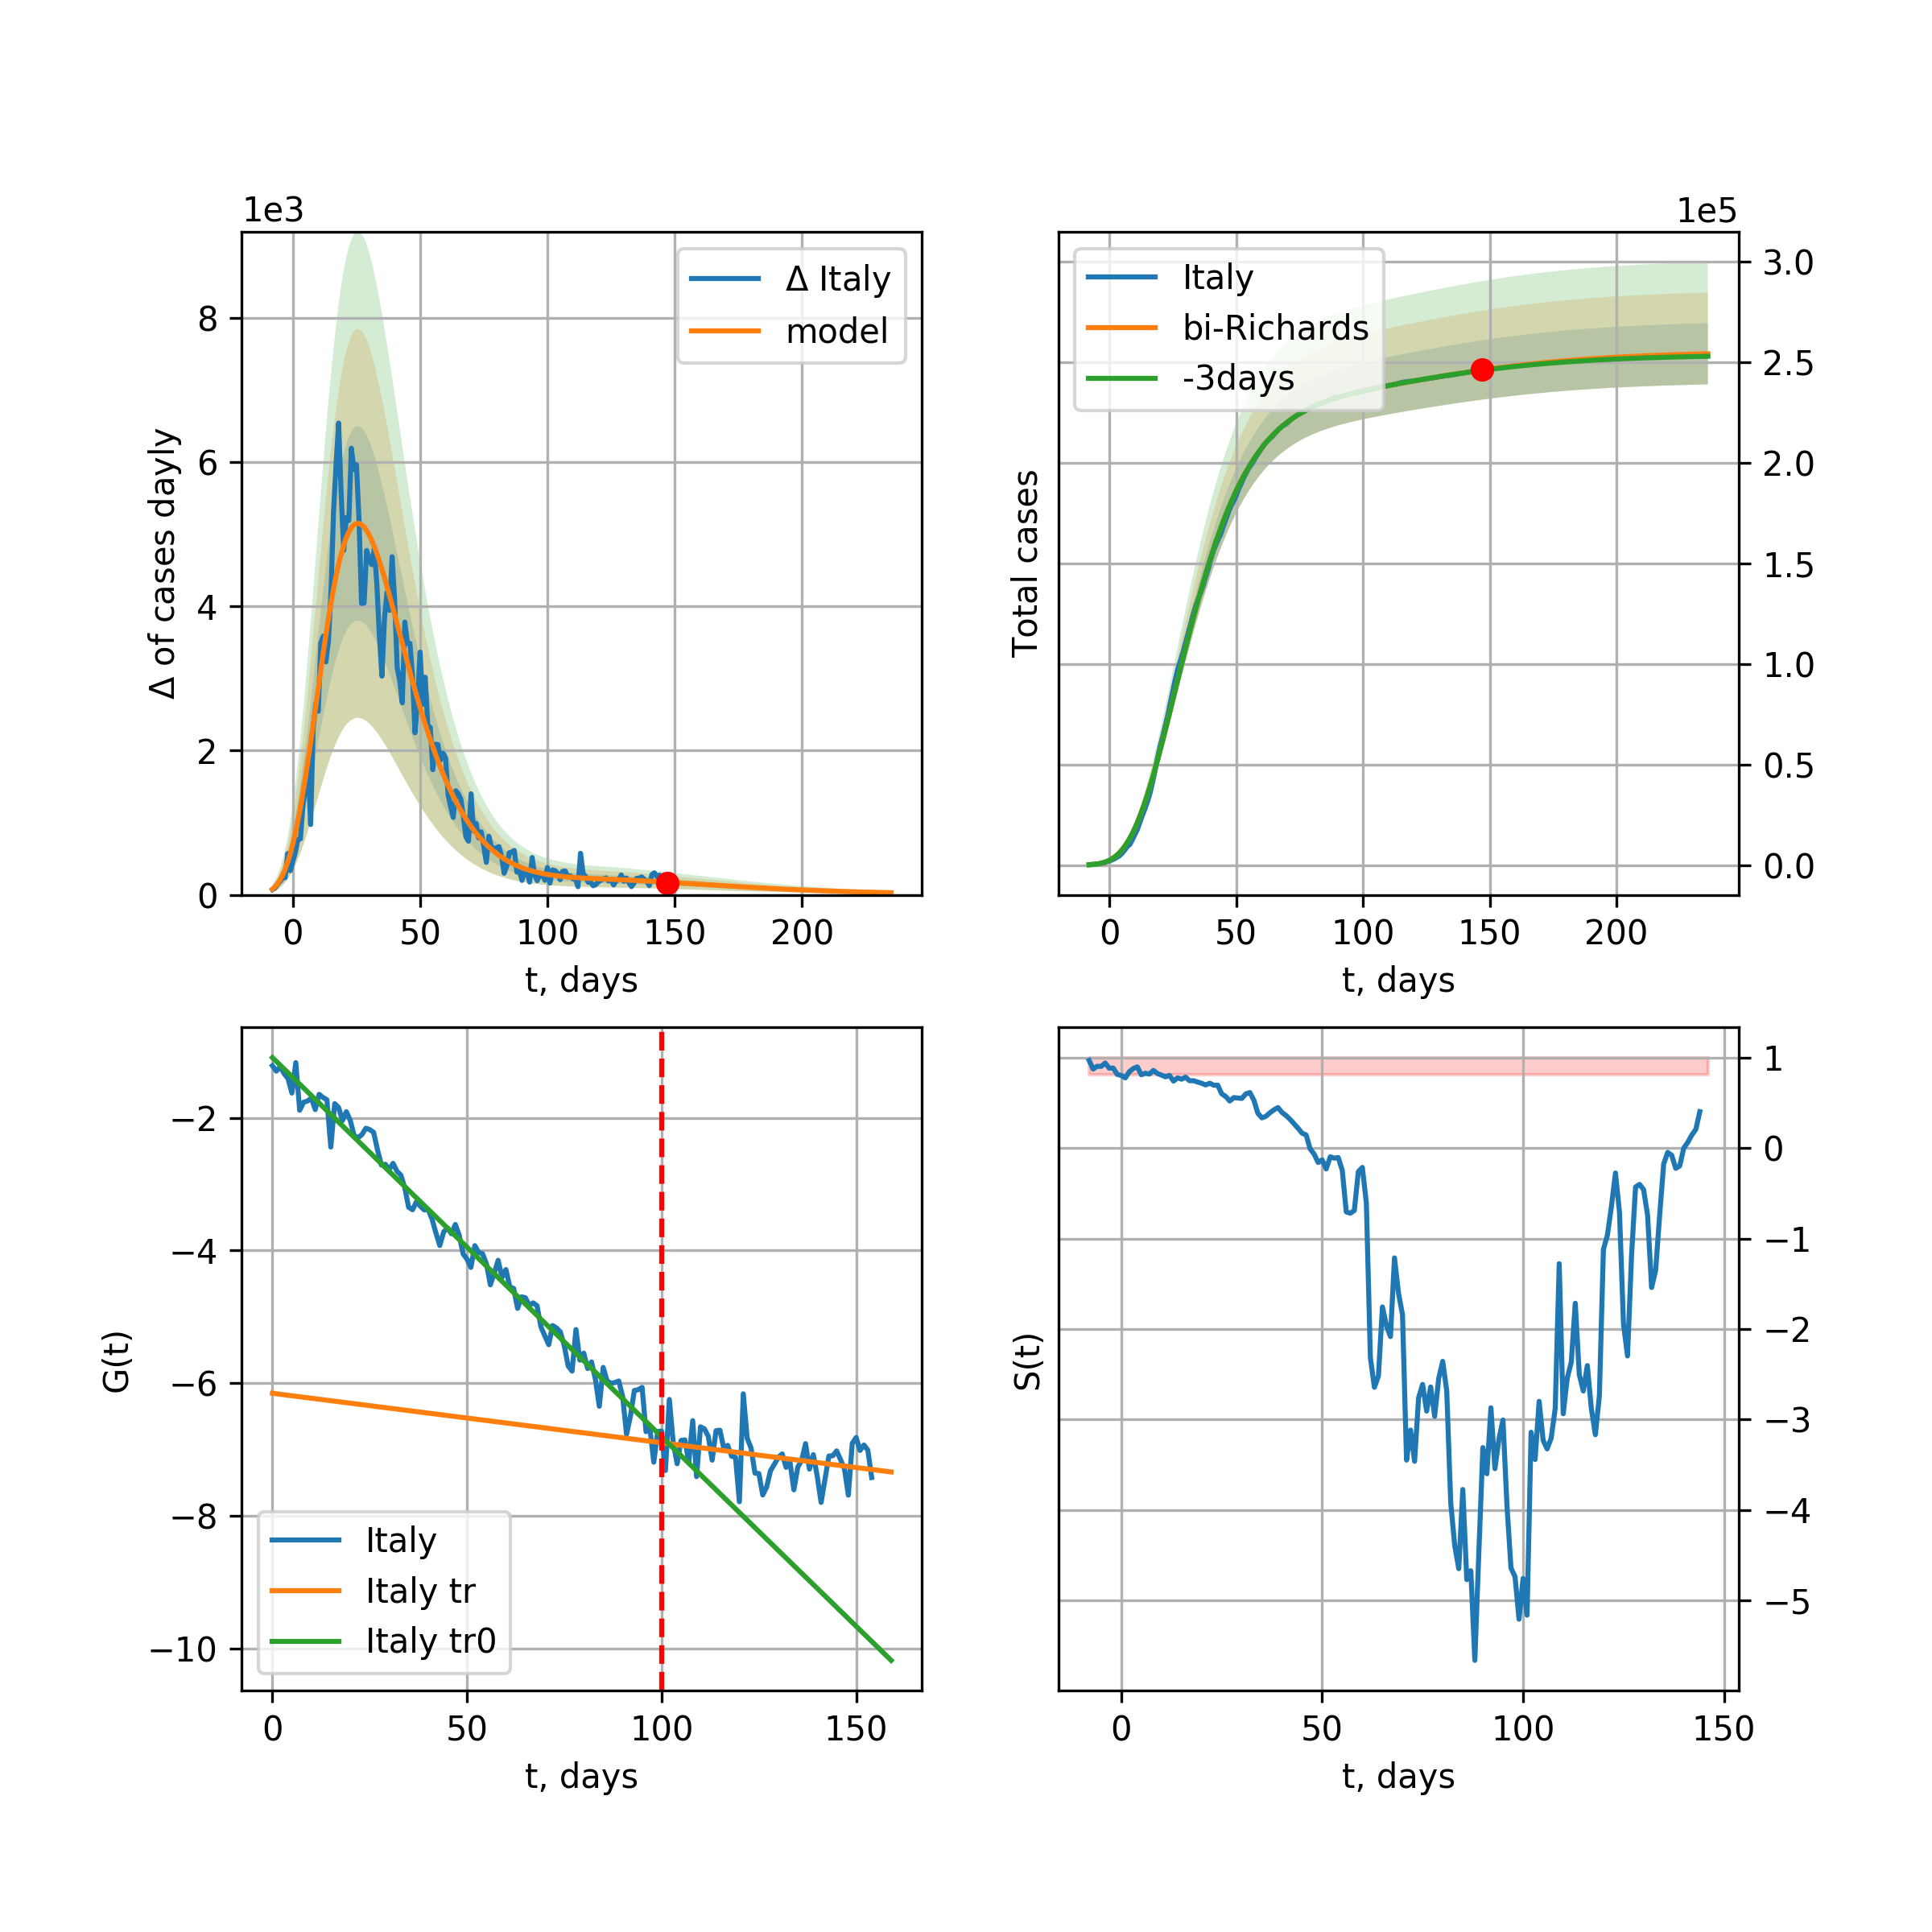 1e3
Δ Italy
model
8
6
4
2
0
Δ of cases dayly
0 50 100 150 200
t, days
1e5
Italy
bi-Richards
-3days
3.0
2.5
2.0
1.5
1.0
0.5
0.0
Total cases
0 50 100 150 200
t, days
−2
−4
−6
−8
−10
G(t)
Italy
Italy tr
Italy tr0
0 50 100 150
t, days
1
0
−1
−2
−3
−4
−5
S(t)
0 50 100 150
t, days